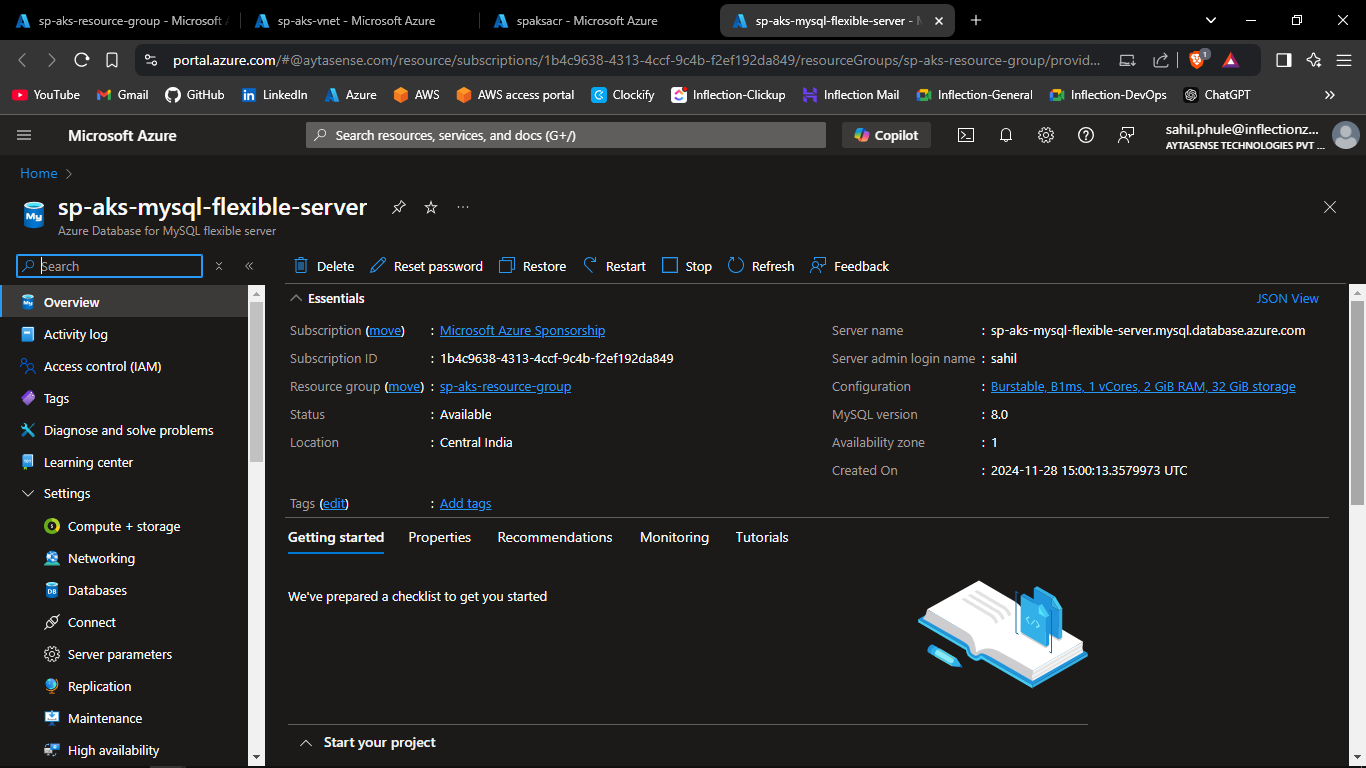 sp-aks-resource-group - Microsoft
sp-aks-vnet - Microsoft Azure
spaksacr - Microsoft Azure
sp-aks-mysql-flexible-server -
portal.azure.com/#@aytasense.com/resource/subscriptions/1b4c9638-4313-4ccf-9c4b-f2ef192da849/resourceGroups/sp-aks-resource-group/provid...
1
YouTube
Gmail
GitHub
LinkedIn
Azure
AWS
AWS access portal
Clockify
Inflection-Clickup
Inflection Mail
Inflection-General
Inflection-DevOps
ChatGPT
Microsoft Azure
Search resources, services, and docs (G+/)
Copilot
sahil.phule@inflectionz...
AYTASENSE TECHNOLOGIES PVT ...
Home
My
sp-aks-mysql-flexible-server
Azure Database for MySQL flexible server
Search
Delete
Reset password
Restore
Restart
Stop
Refresh
Feedback
Overview
Activity log
Access control (IAM)
Tags
Diagnose and solve problems
Learning center
Settings
Compute + storage
Networking
Databases
Connect
Server parameters
Replication
Maintenance
High availability
Essentials
JSON View
Subscription (move) : Microsoft Azure Sponsorship
Subscription ID : 1b4c9638-4313-4ccf-9c4b-f2ef192da849
Resource group (move) : sp-aks-resource-group
Status : Available
Location : Central India
Server name : sp-aks-mysql-flexible-server.mysql.database.azure.com
Server admin login name : sahil
Configuration : Burstable, B1ms, 1 vCores, 2 GiB RAM, 32 GiB storage
MySQL version : 8.0
Availability zone : 1
Created On : 2024-11-28 15:00:13.3579973 UTC
Tags (edit) : Add tags
Getting started
Properties
Recommendations
Monitoring
Tutorials
We've prepared a checklist to get you started
Start your project